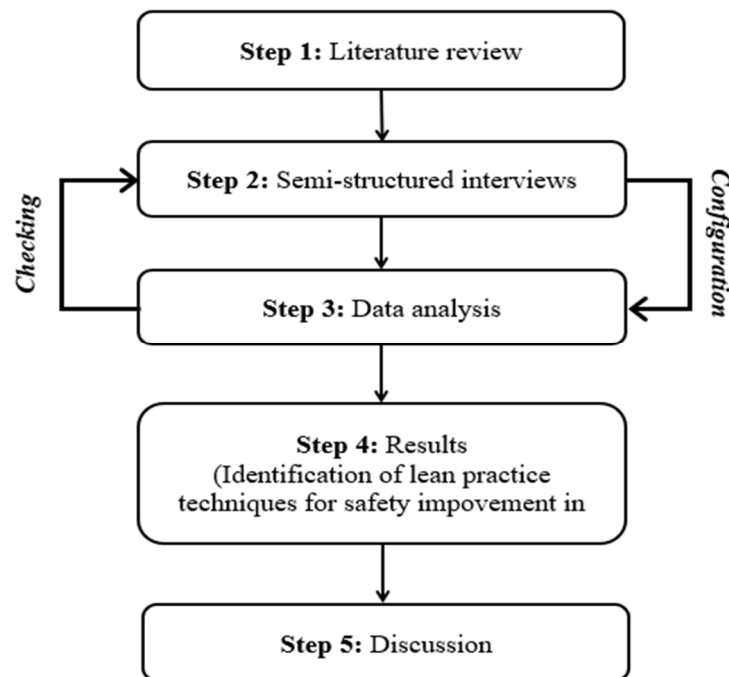 Step 1: Literature review
Step 2: Semi-structured interviews
Checking
Configuration
Step 3: Data analysis
Step 4: Results
(Identification of lean practice
techniques for safety impovement in
Step 5: Discussion